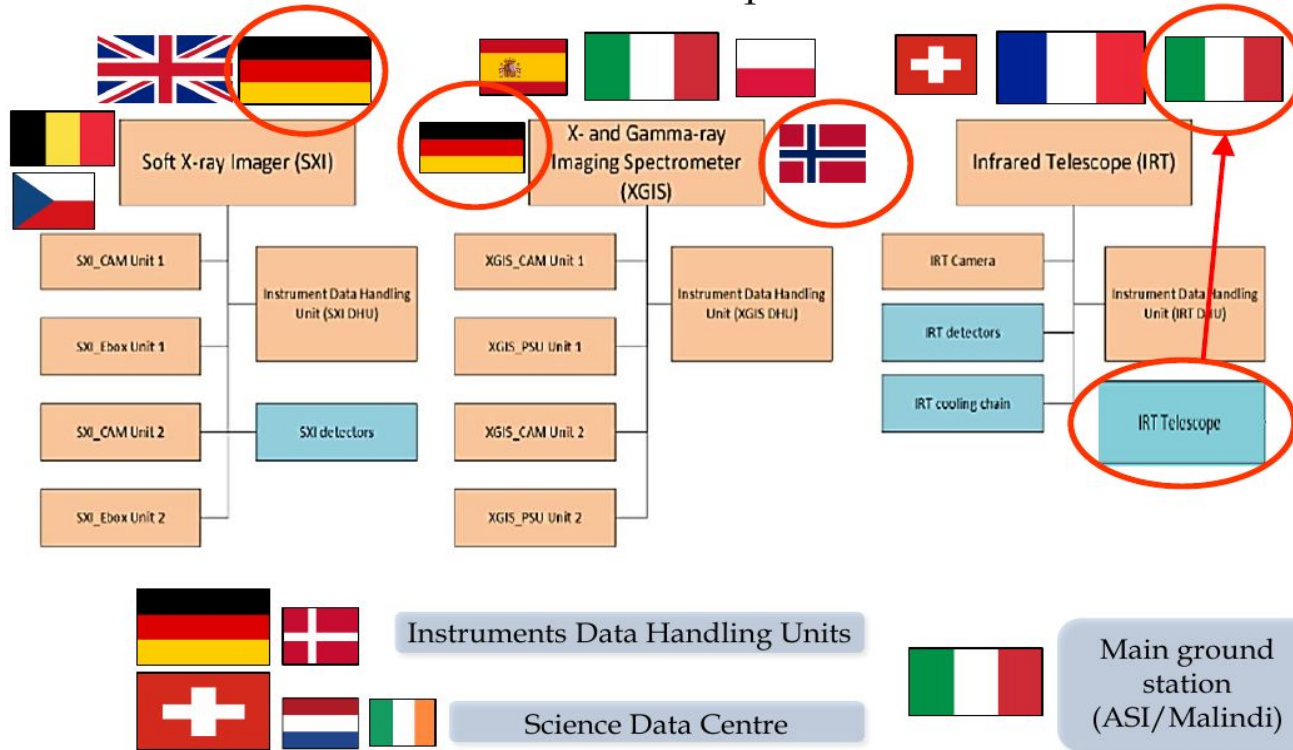 Soft X-ray Imager (SXI)
X- and Gamma-ray
Imaging Spectrometer
(XGIS)
Infrared Telescope (IRT)
SXI_CAM Unit 1
Instrument Data Handling
Unit (SXI DHU)
SXI_Ebox Unit 1
SXI_CAM Unit 2
SXI detectors
SXI_Ebox Unit 2
XGIS_CAM Unit 1
Instrument Data Handling
Unit (XGIS DHU)
XGIS_PSU Unit 1
XGIS_CAM Unit 2
XGIS_PSU Unit 2
IRT Camera
Instrument Data Handling
Unit (IRT DHU)
IRT detectors
IRT cooling chain
IRT Telescope
Instruments Data Handling Units
Science Data Centre
Main ground
station
(ASI/Malindi)